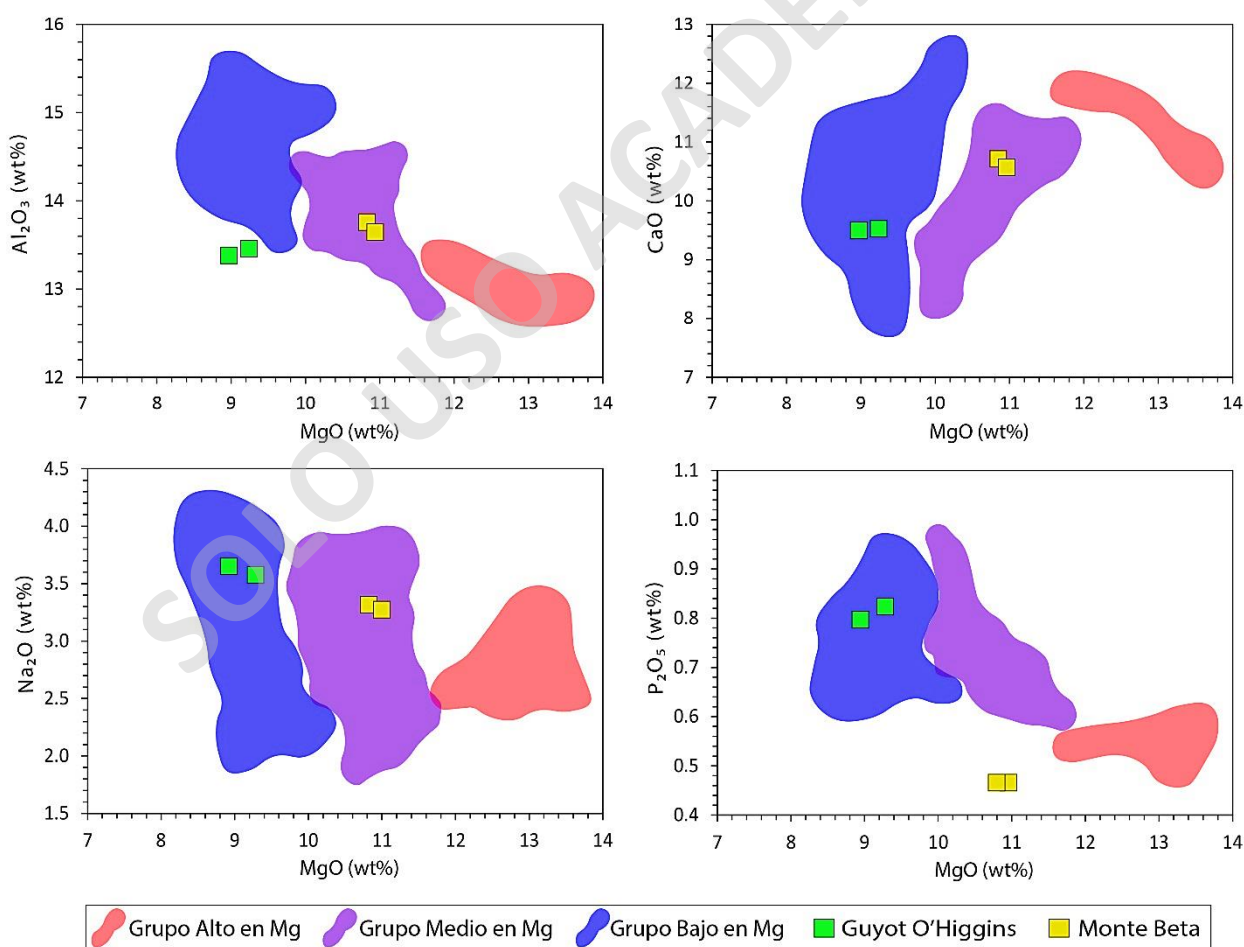 SOLO USO ACADE
16
15
14
13
12
Al₂O₃ (wt%)
7 8 9 10 11 12 13 14
MgO (wt%)
13
12
11
10
9
8
7
CaO (wt%)
7 8 9 10 11 12 13 14
MgO (wt%)
4.5
4.0
3.5
3.0
2.5
2.0
1.5
Na₂O (wt%)
7 8 9 10 11 12 13 14
MgO (wt%)
1.1
1.0
0.9
0.8
0.7
0.6
0.5
0.4
P₂O₅ (wt%)
7 8 9 10 11 12 13 14
MgO (wt%)
Grupo Alto en Mg Grupo Medio en Mg Grupo Bajo en Mg Guyot O'Higgins Monte Beta